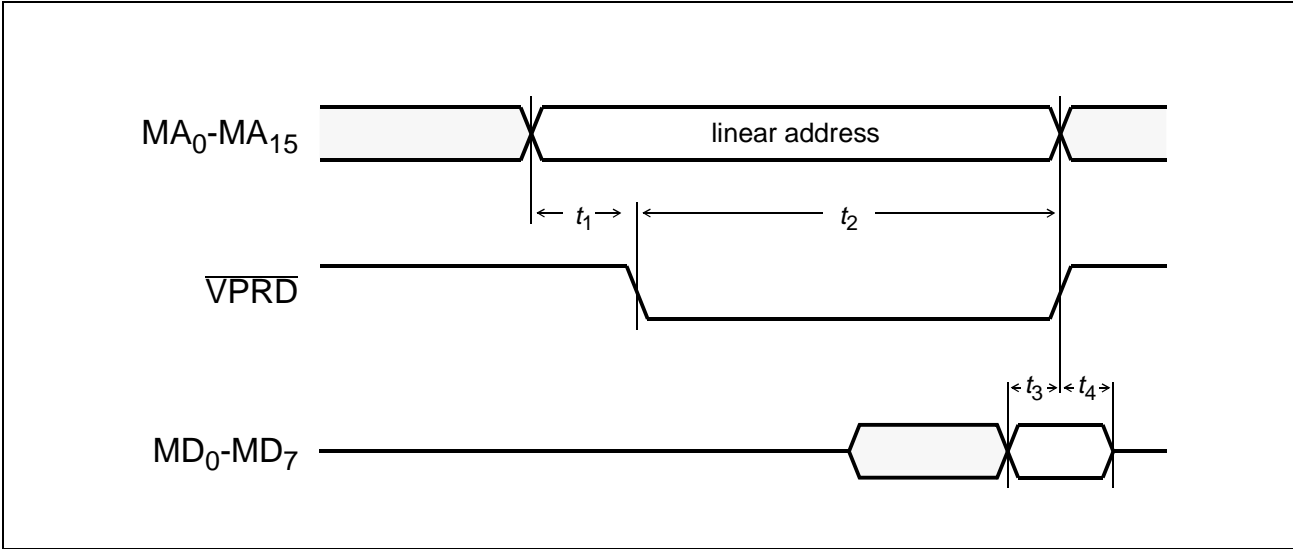 MA0-MA15
linear address
t1
t2
VPRD
t3
t4
MD0-MD7